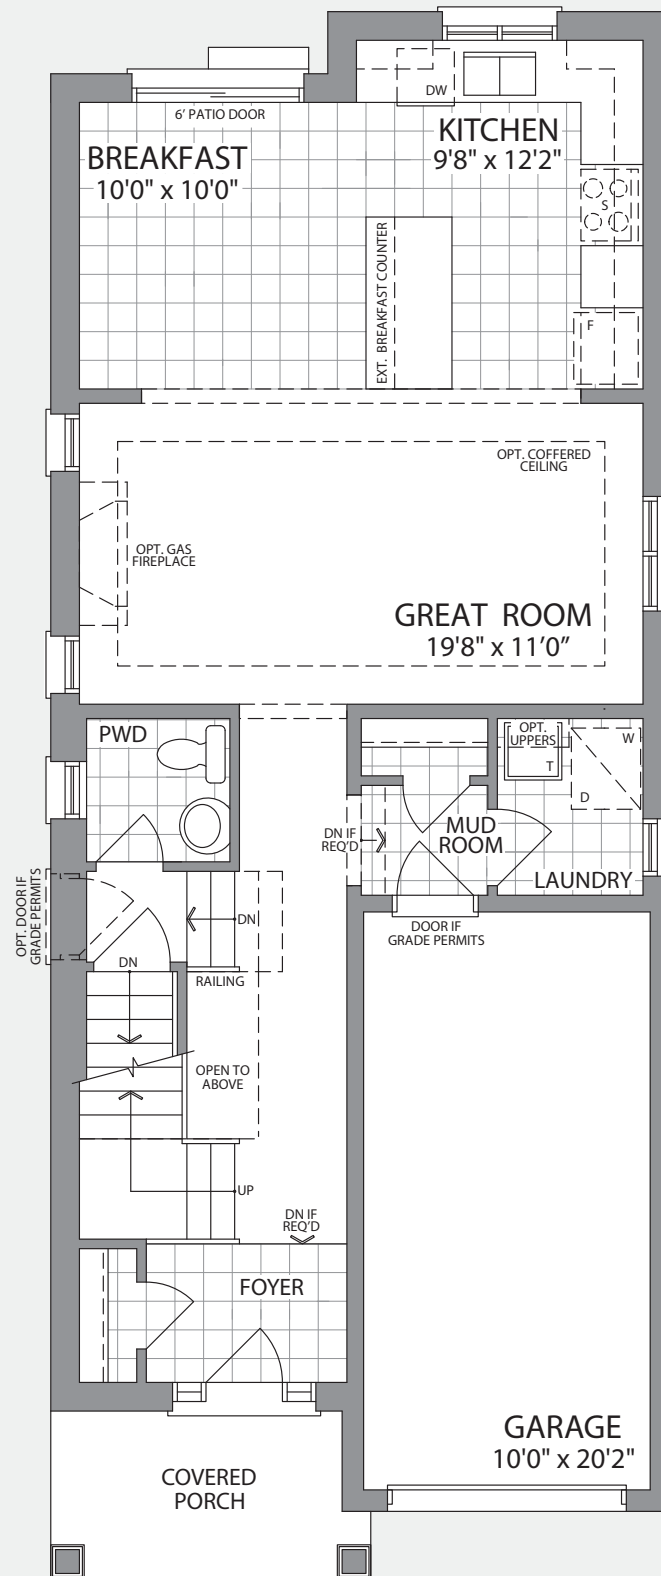 DW
6' PATIO DOOR
KITCHEN
9'8" x 12'2"
BREAKFAST
10'0" x 10'0"
S
EXT. BREAKFAST COUNTER
F
OPT. COFFERED
CEILING
OPT. GAS
FIREPLACE
GREAT ROOM
19'8" x 11'0"
PWD
OPT.
UPPERS
T
W
D
DN IF
REQ'D
MUD
ROOM
LAUNDRY
OPT. DOOR IF
GRADE PERMITS
DN
DOOR IF
GRADE PERMITS
DN
RAILING
OPEN TO
ABOVE
UP
DN IF
REQ'D
FOYER
GARAGE
10'0" x 20'2"
COVERED
PORCH